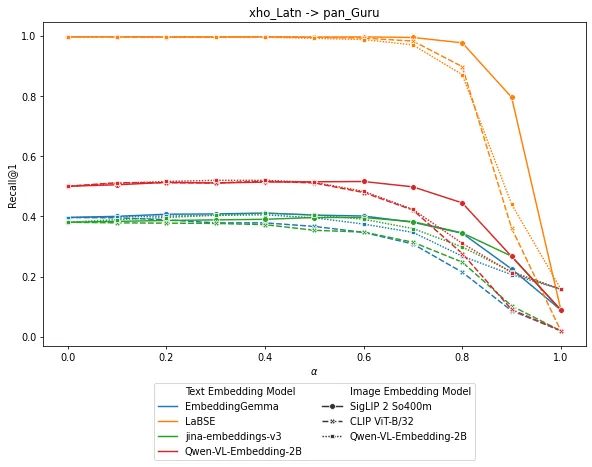 xho_Latn -> pan_Guru
Recall@1
1.0
0.8
0.6
0.4
0.2
0.0
0.0 0.2 0.4 0.6 0.8 1.0
α
Text Embedding Model
EmbeddingGemma
LaBSE
jina-embeddings-v3
Qwen-VL-Embedding-2B
Image Embedding Model
SigLIP 2 So400m
CLIP ViT-B/32
Qwen-VL-Embedding-2B